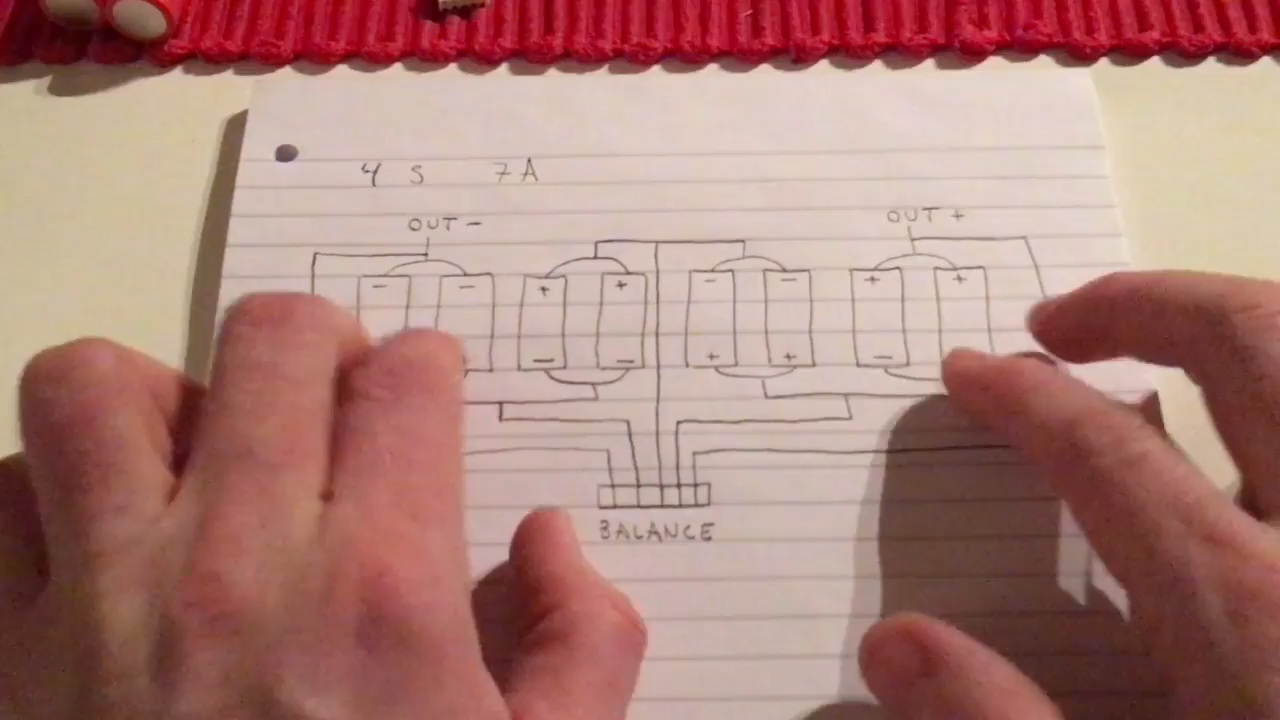 4 S 7A
OUT - OUT +
- - + + - - + +
- - + + -
BALANCE